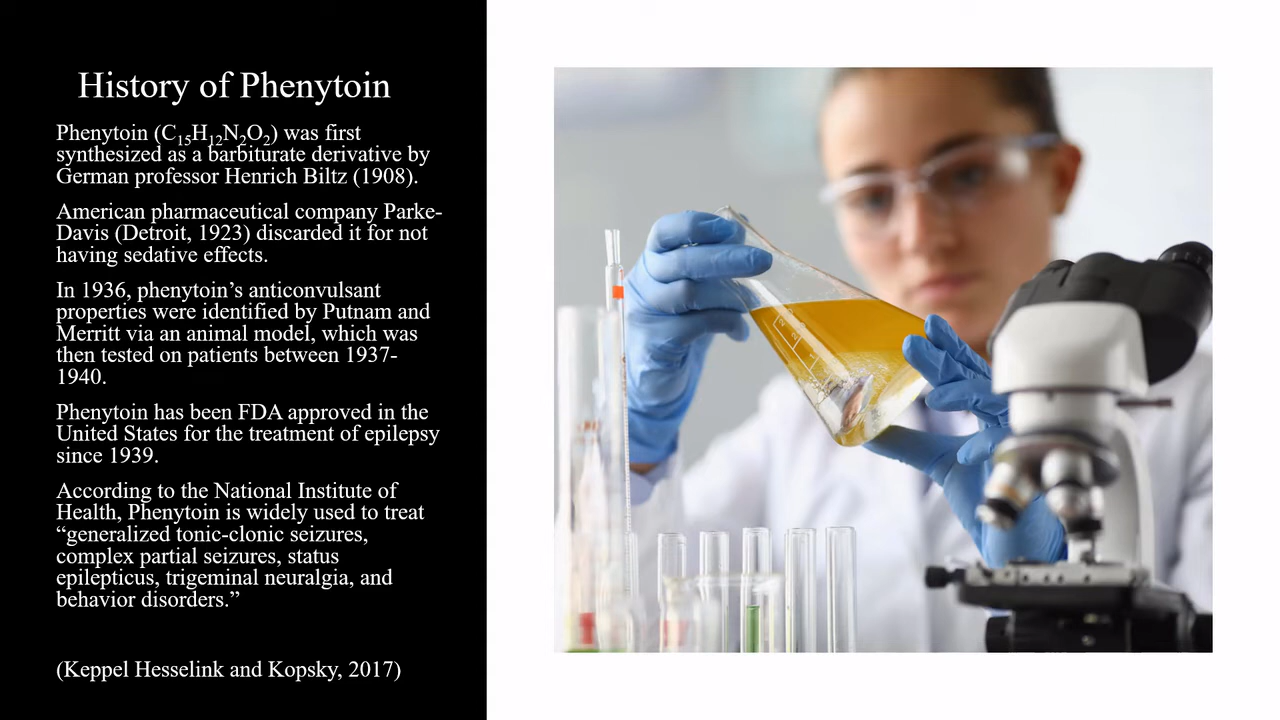 History of Phenytoin
Phenytoin (C₁₅H₁₂N₂O₂) was first
synthesized as a barbiturate derivative by
German professor Henrich Biltz (1908).
American pharmaceutical company Parke-
Davis (Detroit, 1923) discarded it for not
having sedative effects.
In 1936, phenytoin’s anticonvulsant
properties were identified by Putnam and
Merritt via an animal model, which was
then tested on patients between 1937-
1940.
Phenytoin has been FDA approved in the
United States for the treatment of epilepsy
since 1939.
According to the National Institute of
Health, Phenytoin is widely used to treat
“generalized tonic-clonic seizures,
complex partial seizures, status
epilepticus, trigeminal neuralgia, and
behavior disorders.”
(Keppel Hesselink and Kopsky, 2017)